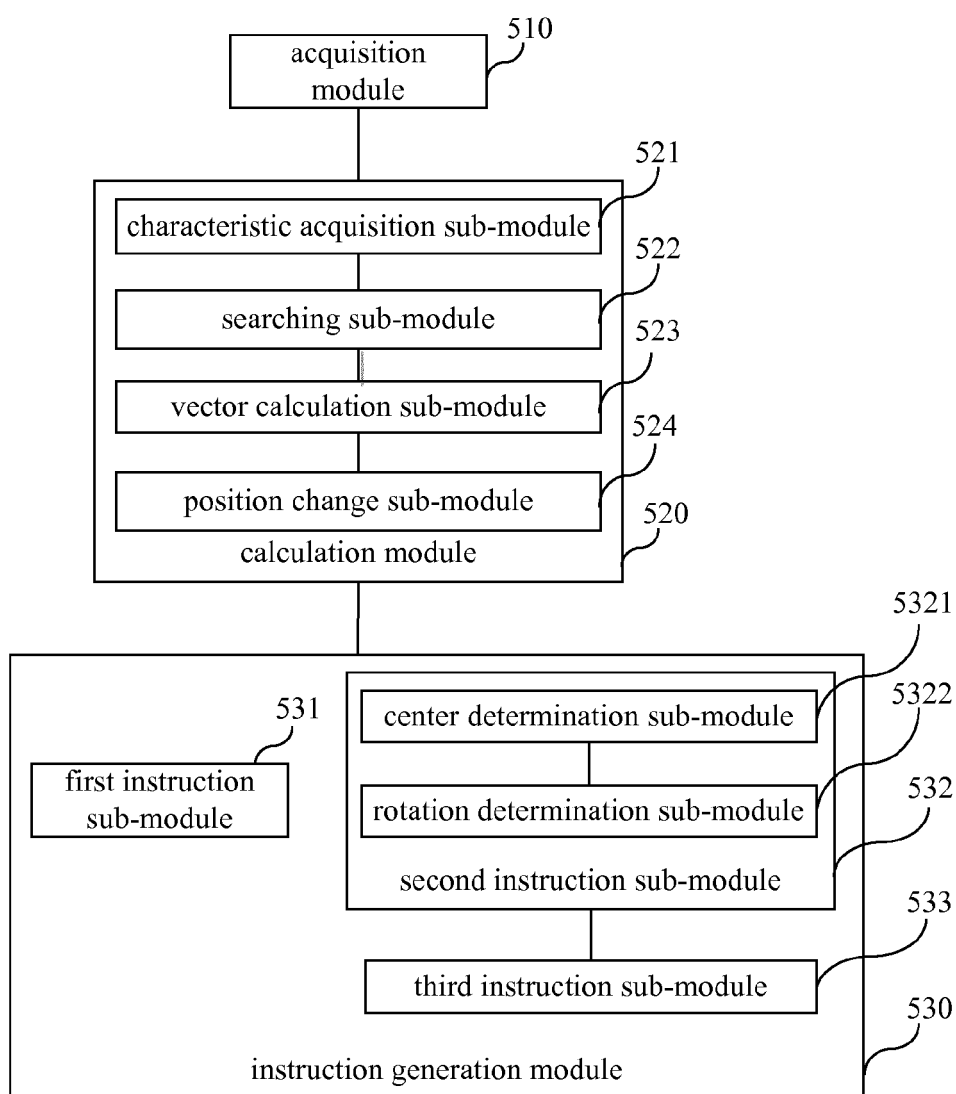 510
acquisition
module
521
characteristic acquisition sub-module
522
searching sub-module
523
vector calculation sub-module
524
position change sub-module
520
calculation module
5321
center determination sub-module
5322
531
first instruction
sub-module
rotation determination sub-module
532
second instruction sub-module
533
third instruction sub-module
530
instruction generation module